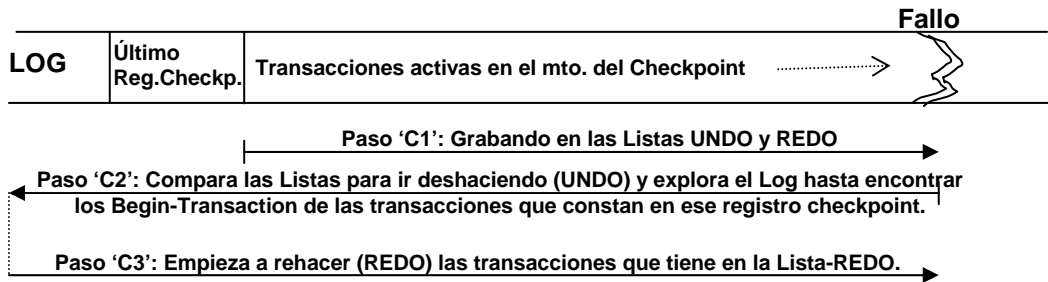 Fallo
LOG
Último
Reg.Checkp.
Transacciones activas en el mto. del Checkpoint
Paso ‘C1’: Grabando en las Listas UNDO y REDO
Paso ‘C2’: Compara las Listas para ir deshaciendo (UNDO) y explora el Log hasta encontrar
los Begin-Transaction de las transacciones que constan en ese registro checkpoint.
Paso ‘C3’: Empieza a rehacer (REDO) las transacciones que tiene en la Lista-REDO.